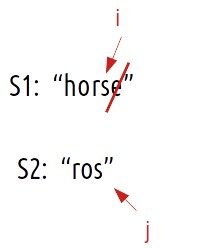 i
S1: “horse”
S2: “ros”
j